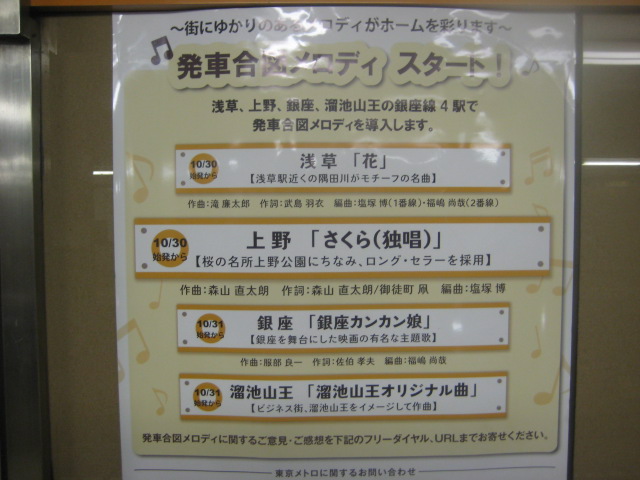 ～街にゆかりのあるメロディがホームを彩ります～
発車合図メロディ スタート！
浅草、上野、銀座、溜池山王の銀座線4駅で
発車合図メロディを導入します。
10/30 始発から
浅草「花」
【浅草駅近くの隅田川がモチーフの名曲】
作曲:滝 廉太郎 作詞:武島 羽衣 編曲:塩塚 博(1番線)・福嶋 尚哉(2番線)
10/30 始発から
上野「さくら(独唱)」
【桜の名所上野公園にちなみ、ロング・セラーを採用】
作曲:森山 直太朗 作詞:森山 直太朗/御徒町 凧 編曲:塩塚 博
10/31 始発から
銀座「銀座カンカン娘」
【銀座を舞台にした映画の有名な主題歌】
作曲:服部 良一 作詞:佐伯 孝夫 編曲:福嶋 尚哉
10/31 始発から
溜池山王「溜池山王オリジナル曲」
【ビジネス街、溜池山王をイメージして作曲】
発車合図メロディに関するご意見・ご感想を下記のフリーダイヤル、URLまでお寄せください。
東京メトロに関するお問い合わせ